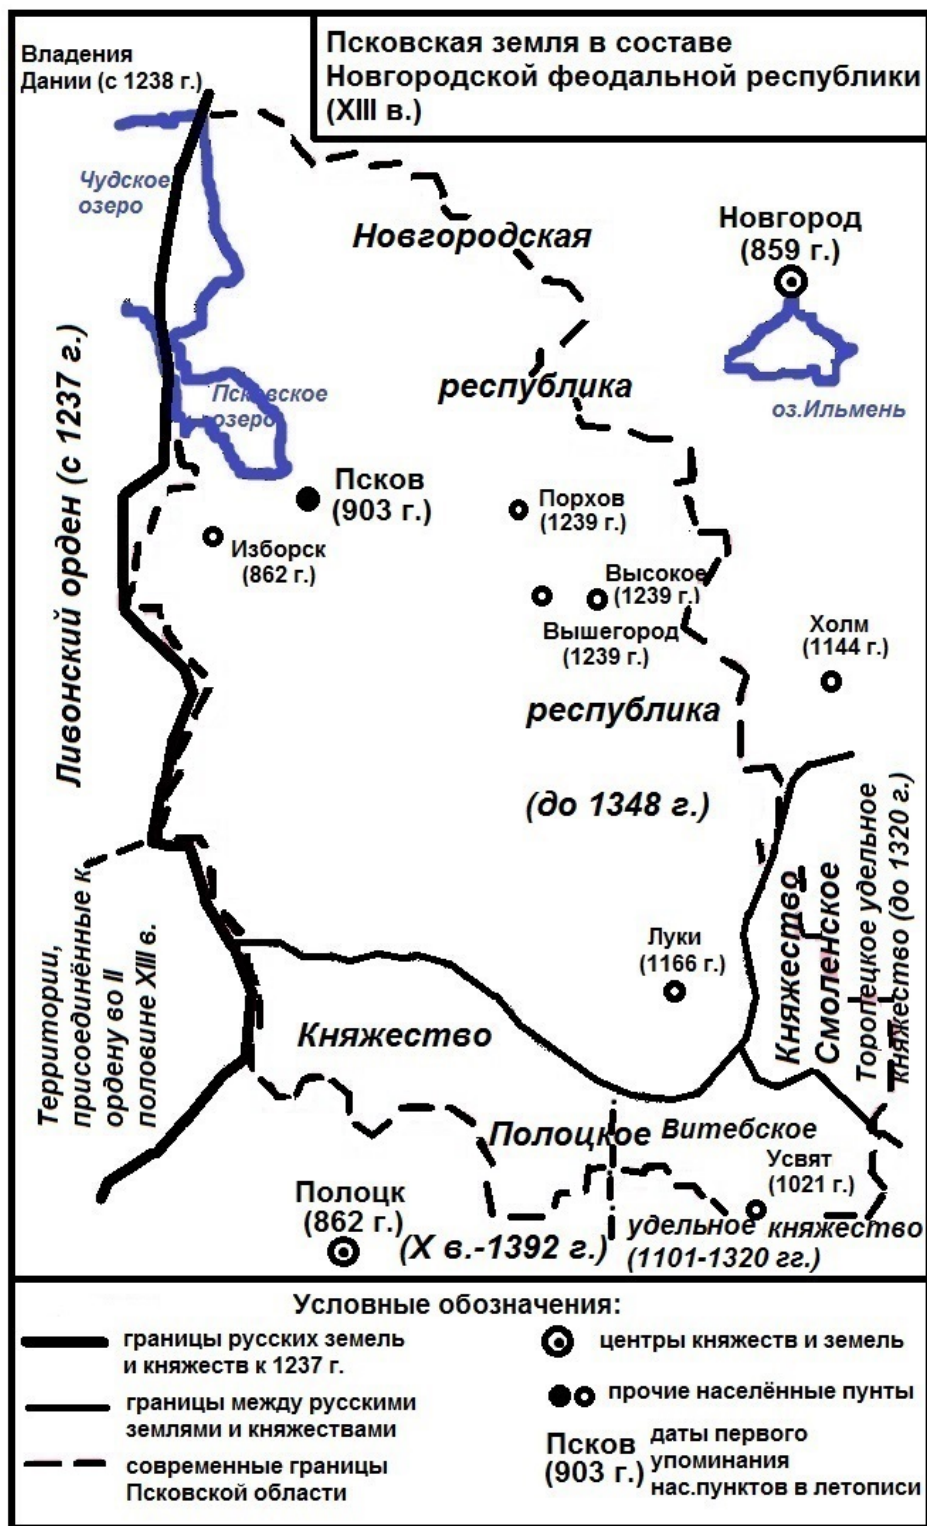 Владения
Дании (с 1238 г.)
Псковская земля в составе
Новгородской феодальной республики
(XIII в.)
Чудское
озеро
Новгородская
Новгород
(859 г.)
Ливонский орден (с 1237 г.)
Псковское
озеро
республика
оз.Ильмень
Псков
(903 г.)
Порхов
(1239 г.)
Изборск
(862 г.)
Высокое
(1239 г.)
Вышегород
(1239 г.)
Холм
(1144 г.)
республика
(до 1348 г.)
Княжество
Смоленское
Торопецкое удельное
княжество (до 1320 г.)
Территории,
присоединённые к
ордену во II
половине XIII в.
Луки
(1166 г.)
Княжество
Полоцкое
Витебское
Усвят
(1021 г.)
Полоцк
(862 г.)
(X в.-1392 г.)
удельное княжество
(1101-1320 гг.)
Условные обозначения:
границы русских земель
и княжеств к 1237 г.
границы между русскими
землями и княжествами
современные границы
Псковской области
центры княжеств и земель
прочие населённые пунты
Псков
(903 г.)
даты первого
упоминания
нас.пунктов в летописи